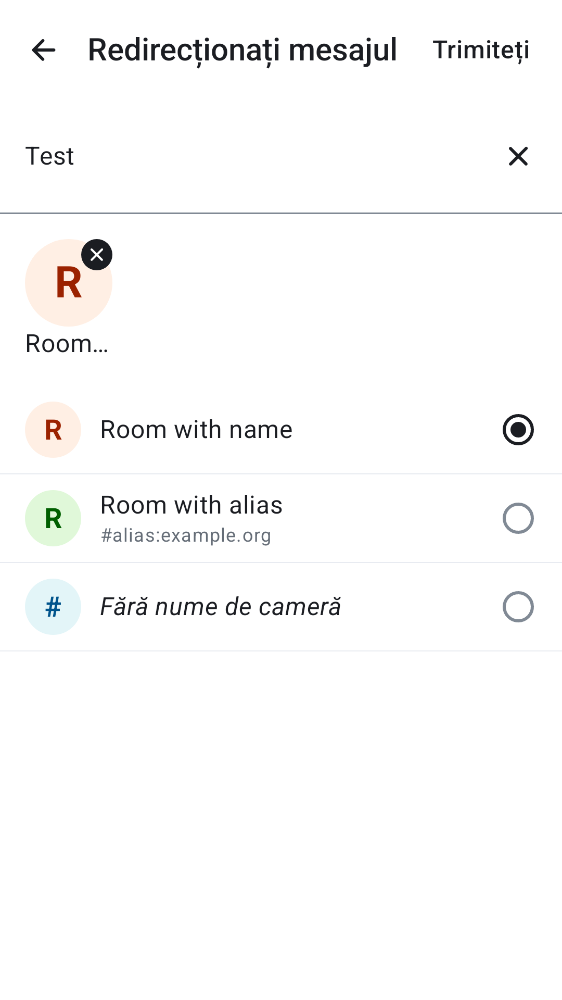 Redirecționați mesajul
Trimiteți
Test
R
Room…
R
Room with name
R
Room with alias
#alias:example.org
#
Fără nume de cameră